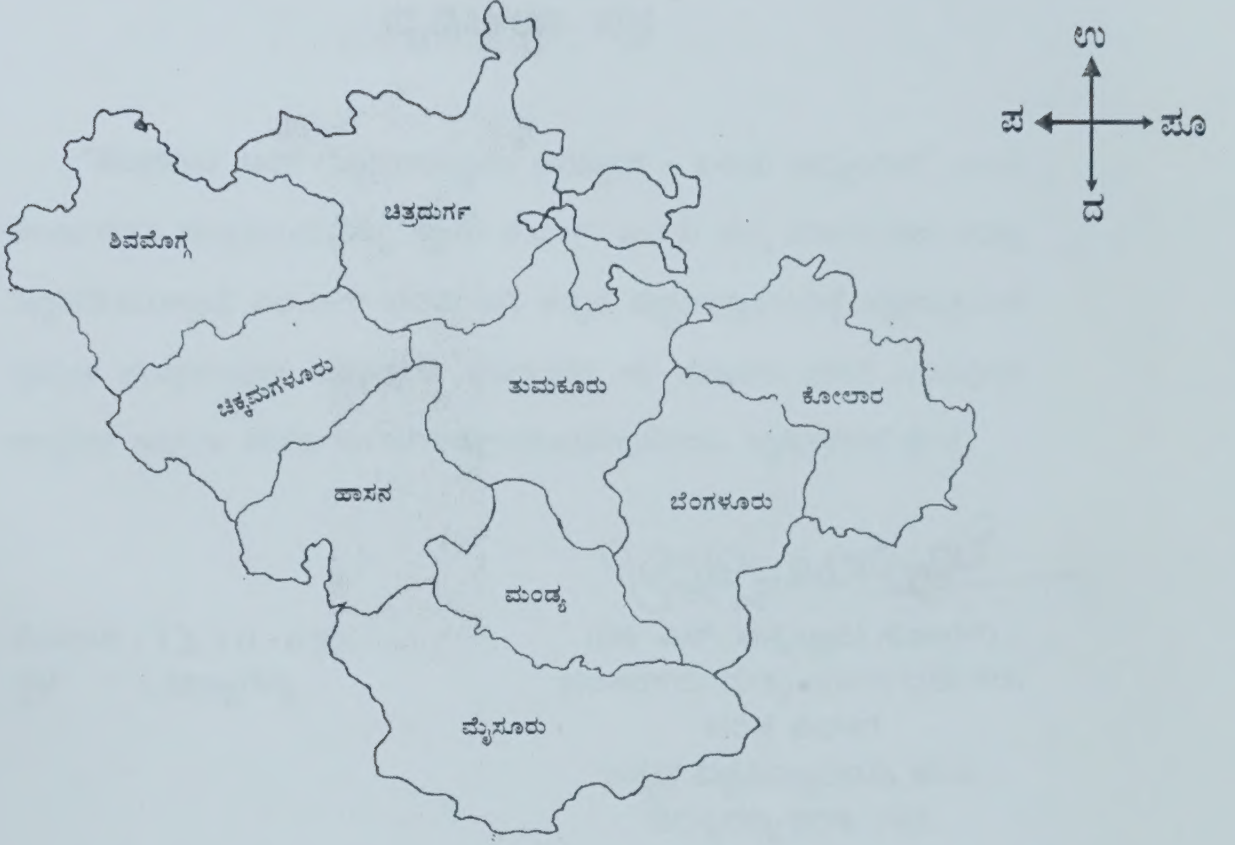 ಉ
ಪ ಪೂ
ದ
ಚಿತ್ರದುರ್ಗ
ಶಿವಮೊಗ್ಗ
ಚಿಕ್ಕಮಗಳೂರು
ತುಮಕೂರು
ಕೋಲಾರ
ಹಾಸನ
ಬೆಂಗಳೂರು
ಮಂಡ್ಯ
ಮೈಸೂರು